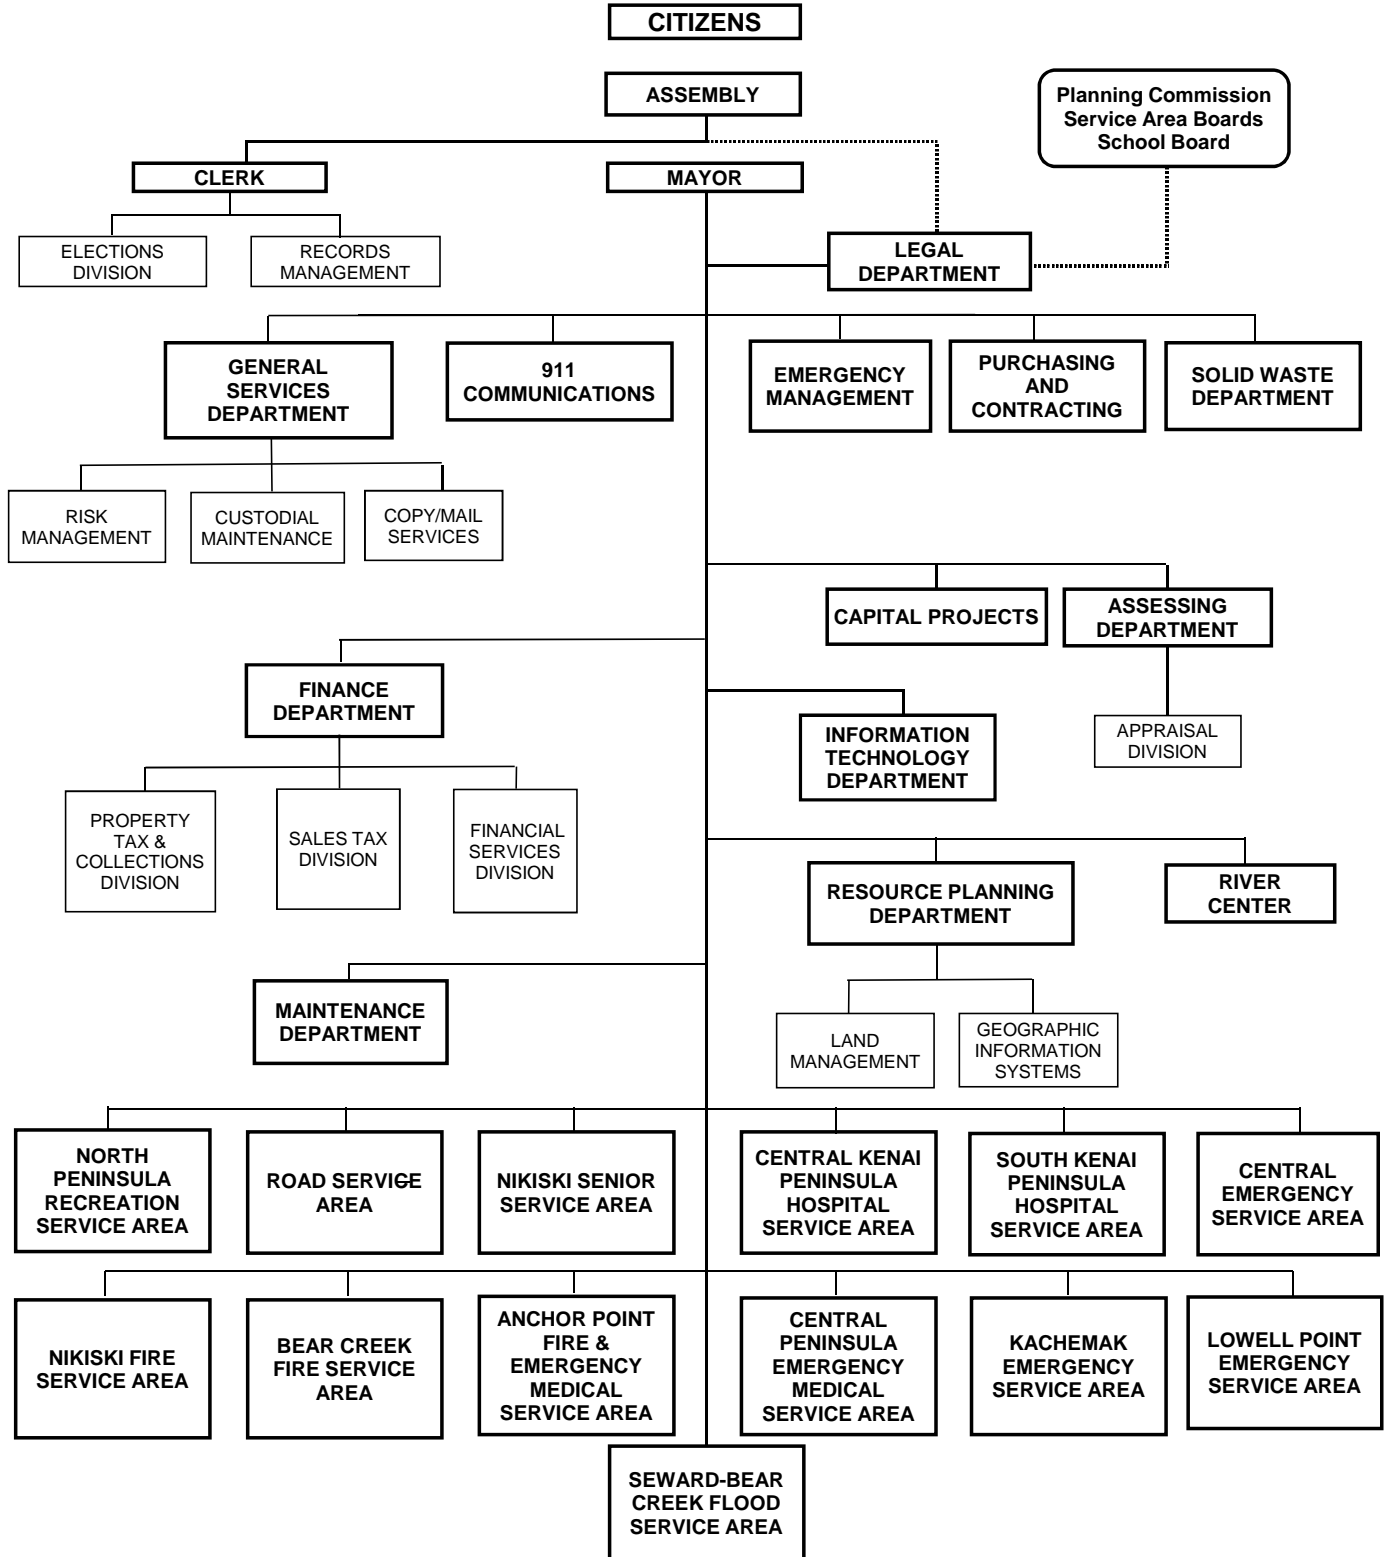 CITIZENS
ASSEMBLY
Planning Commission
Service Area Boards
School Board
CLERK
MAYOR
ELECTIONS
DIVISION
RECORDS
MANAGEMENT
LEGAL
DEPARTMENT
GENERAL
SERVICES
DEPARTMENT
911
COMMUNICATIONS
EMERGENCY
MANAGEMENT
PURCHASING
AND
CONTRACTING
SOLID WASTE
DEPARTMENT
RISK
MANAGEMENT
CUSTODIAL
MAINTENANCE
COPY/MAIL
SERVICES
CAPITAL PROJECTS
ASSESSING
DEPARTMENT
FINANCE
DEPARTMENT
INFORMATION
TECHNOLOGY
DEPARTMENT
APPRAISAL
DIVISION
PROPERTY
TAX &
COLLECTIONS
DIVISION
SALES TAX
DIVISION
FINANCIAL
SERVICES
DIVISION
RESOURCE PLANNING
DEPARTMENT
RIVER
CENTER
MAINTENANCE
DEPARTMENT
LAND
MANAGEMENT
GEOGRAPHIC
INFORMATION
SYSTEMS
NORTH
PENINSULA
RECREATION
SERVICE AREA
ROAD SERVICE
AREA
NIKISKI SENIOR
SERVICE AREA
CENTRAL KENAI
PENINSULA
HOSPITAL
SERVICE AREA
SOUTH KENAI
PENINSULA
HOSPITAL
SERVICE AREA
CENTRAL
EMERGENCY
SERVICE AREA
NIKISKI FIRE
SERVICE AREA
BEAR CREEK
FIRE SERVICE
AREA
ANCHOR POINT
FIRE &
EMERGENCY
MEDICAL
SERVICE AREA
CENTRAL
PENINSULA
EMERGENCY
MEDICAL
SERVICE AREA
KACHEMAK
EMERGENCY
SERVICE AREA
LOWELL POINT
EMERGENCY
SERVICE AREA
SEWARD-BEAR
CREEK FLOOD
SERVICE AREA